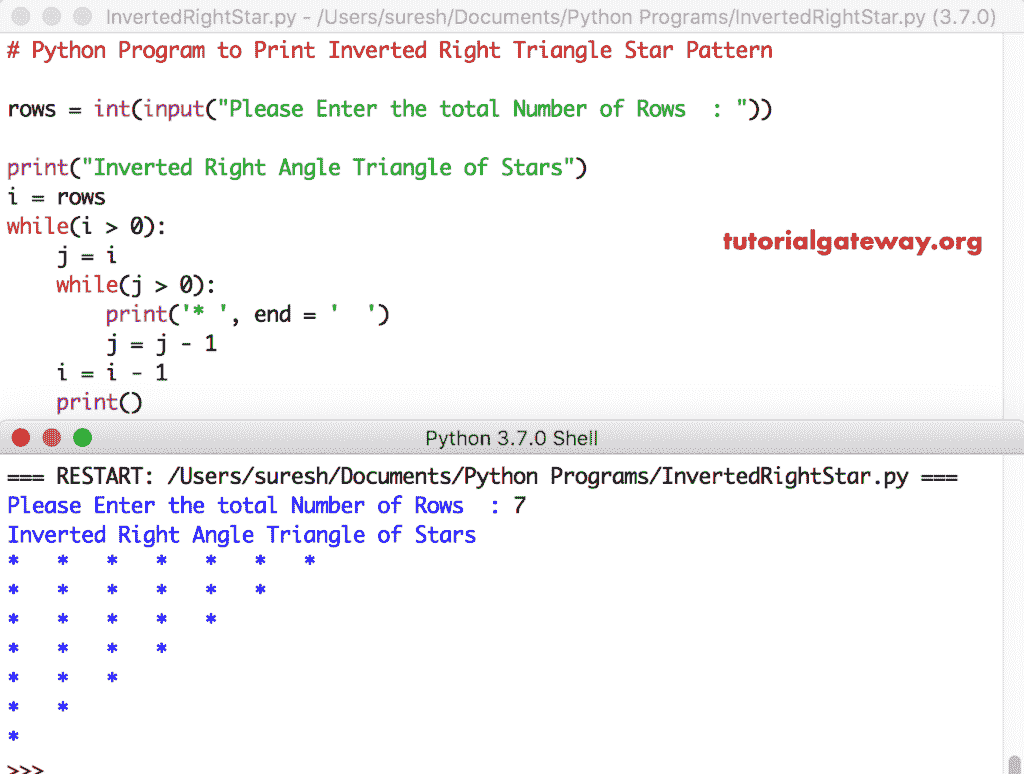 InvertedRightStar.py - /Users/suresh/Documents/Python Programs/InvertedRightStar.py (3.7.0)
# Python Program to Print Inverted Right Triangle Star Pattern
rows = int(input("Please Enter the total Number of Rows  : "))
print("Inverted Right Angle Triangle of Stars")
i = rows
while(i > 0):
    j = i
    while(j > 0):
        print('* ', end = '  ')
        j = j - 1
    i = i - 1
    print()
tutorialgateway.org
Python 3.7.0 Shell
=== RESTART: /Users/suresh/Documents/Python Programs/InvertedRightStar.py ===
Please Enter the total Number of Rows  : 7
Inverted Right Angle Triangle of Stars
*   *   *   *   *   *   *
*   *   *   *   *   *
*   *   *   *   *
*   *   *   *
*   *   *
*   *
*
>>>